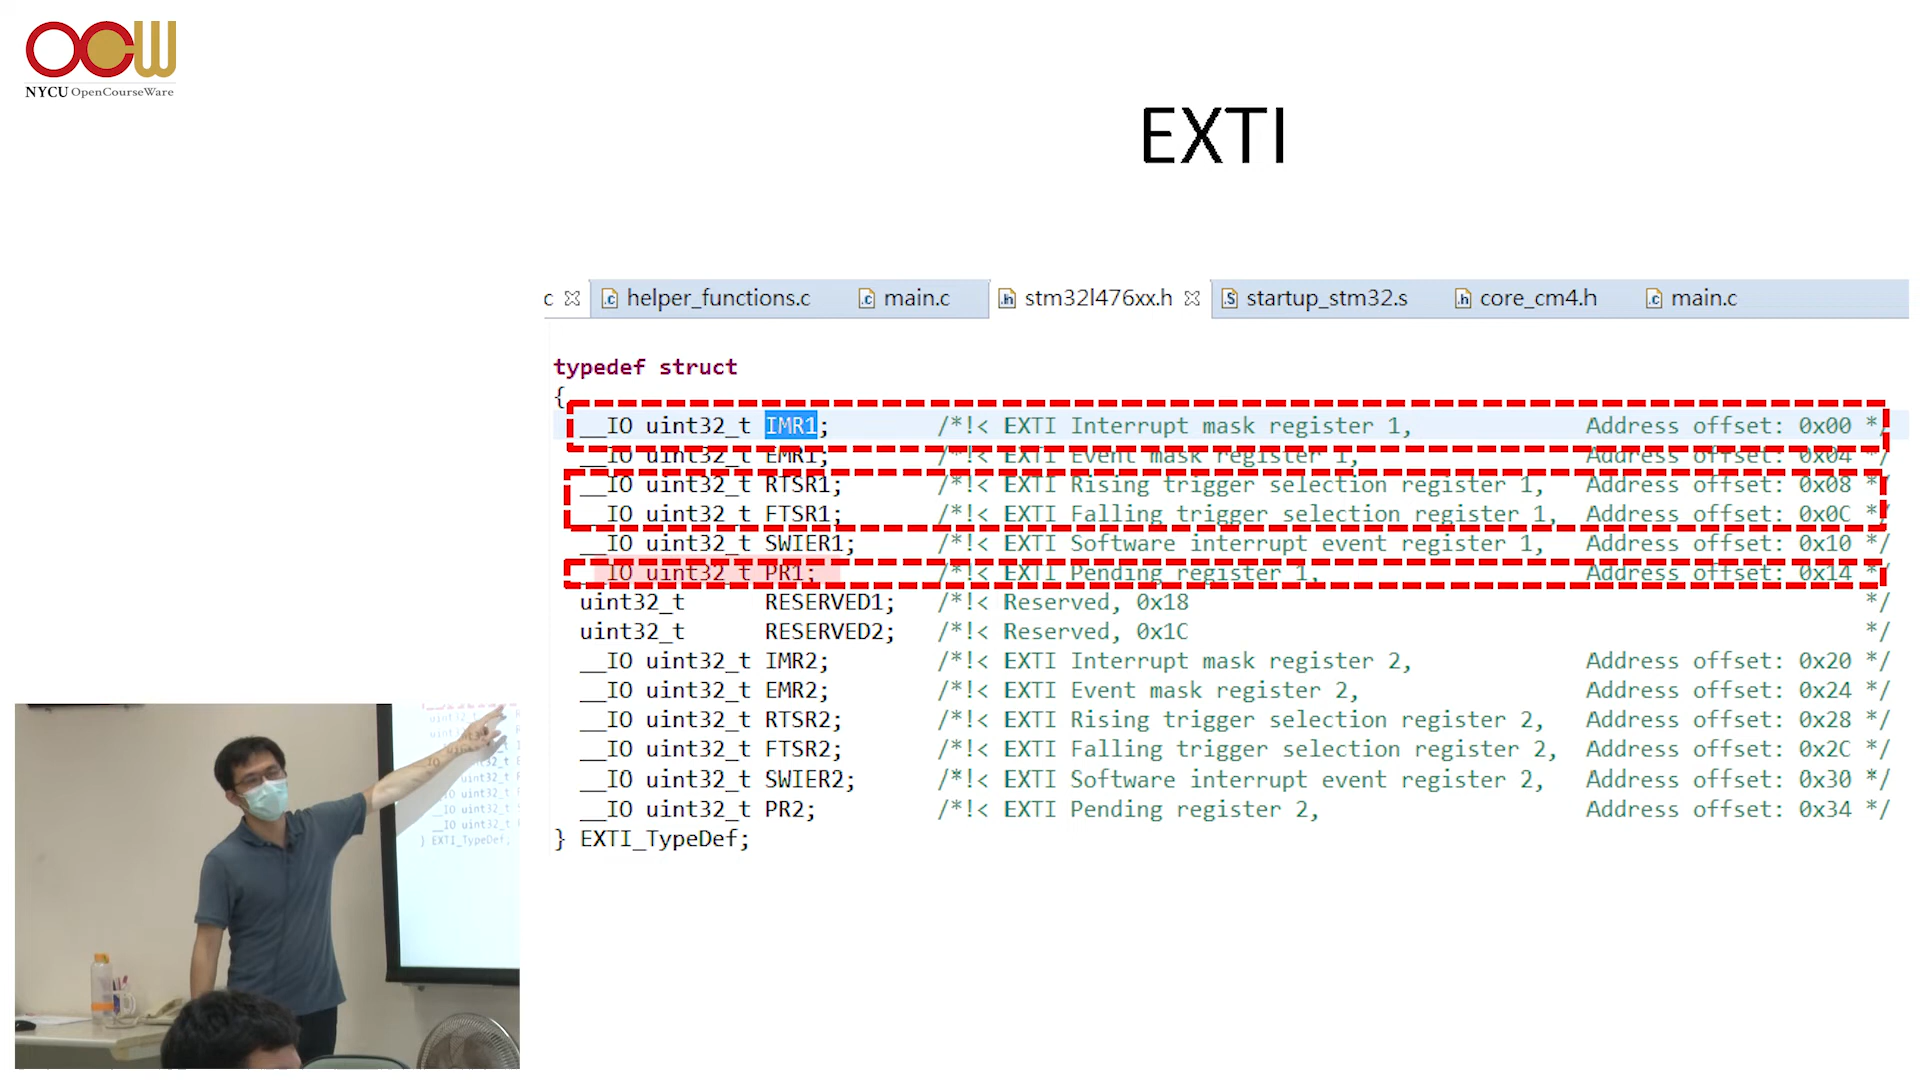 OCW
NYCU OpenCourseWare
EXTI
c helper_functions.c main.c stm32l476xx.h startup_stm32.s core_cm4.h main.c
typedef struct
{
__IO uint32_t IMR1; /*!< EXTI Interrupt mask register 1, Address offset: 0x00 */
__IO uint32_t EMR1; /*!< EXTI Event mask register 1, Address offset: 0x04 */
__IO uint32_t RTSR1; /*!< EXTI Rising trigger selection register 1, Address offset: 0x08 */
__IO uint32_t FTSR1; /*!< EXTI Falling trigger selection register 1, Address offset: 0x0C */
__IO uint32_t SWIER1; /*!< EXTI Software interrupt event register 1, Address offset: 0x10 */
__IO uint32_t PR1; /*!< EXTI Pending register 1, Address offset: 0x14 */
uint32_t RESERVED1; /*!< Reserved, 0x18 */
uint32_t RESERVED2; /*!< Reserved, 0x1C */
__IO uint32_t IMR2; /*!< EXTI Interrupt mask register 2, Address offset: 0x20 */
__IO uint32_t EMR2; /*!< EXTI Event mask register 2, Address offset: 0x24 */
__IO uint32_t RTSR2; /*!< EXTI Rising trigger selection register 2, Address offset: 0x28 */
__IO uint32_t FTSR2; /*!< EXTI Falling trigger selection register 2, Address offset: 0x2C */
__IO uint32_t SWIER2; /*!< EXTI Software interrupt event register 2, Address offset: 0x30 */
__IO uint32_t PR2; /*!< EXTI Pending register 2, Address offset: 0x34 */
} EXTI_TypeDef;
} EXTI_TypeDef;